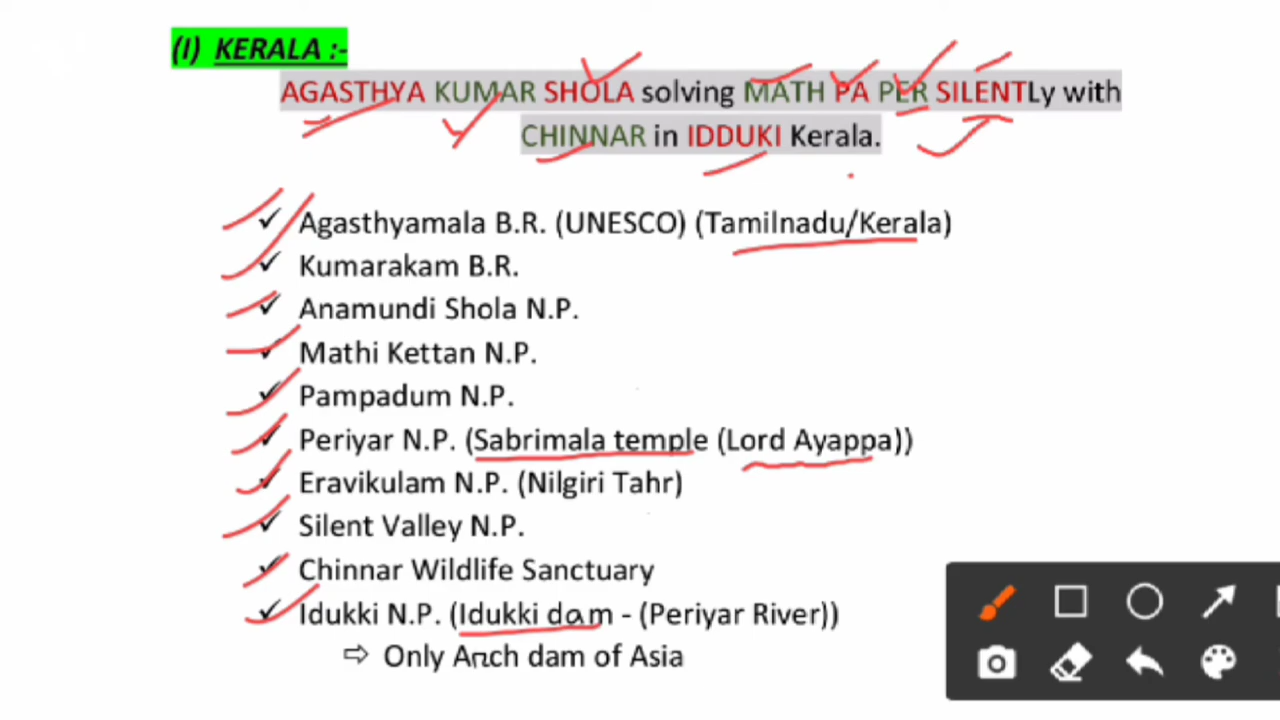 (I) KERALA :-
AGASTHYA KUMAR SHOLA solving MATH PA PER SILENTLy with
CHINNAR in IDDUKI Kerala.
✓ Agasthyamala B.R. (UNESCO) (Tamilnadu/Kerala)
✓ Kumarakam B.R.
✓ Anamundi Shola N.P.
✓ Mathi Kettan N.P.
✓ Pampadum N.P.
✓ Periyar N.P. (Sabrimala temple (Lord Ayappa))
✓ Eravikulam N.P. (Nilgiri Tahr)
✓ Silent Valley N.P.
✓ Chinnar Wildlife Sanctuary
✓ Idukki N.P. (Idukki dam - (Periyar River))
⇨ Only Arch dam of Asia